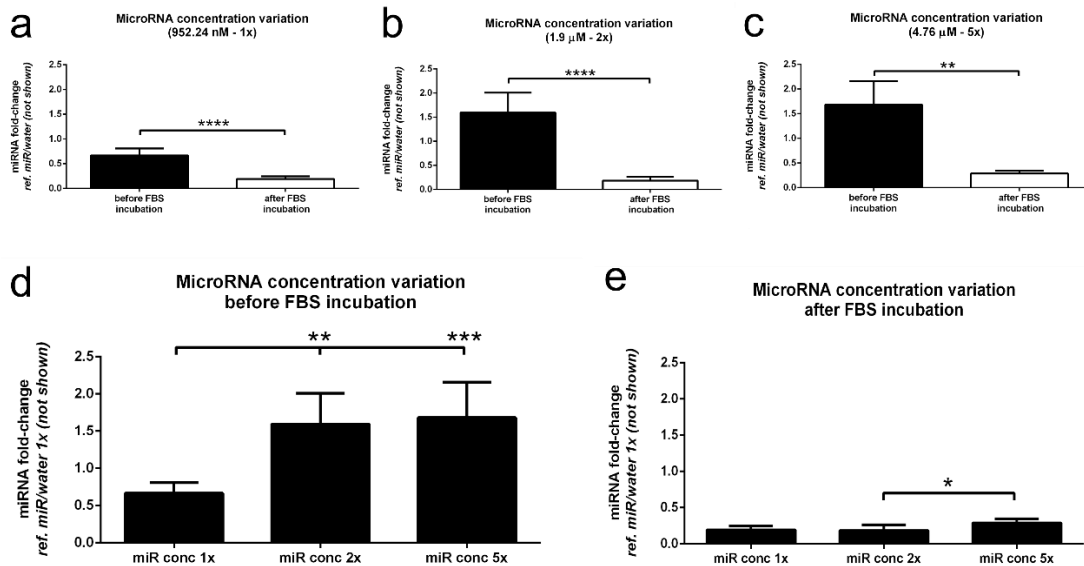 a
MicroRNA concentration variation
(952.24 nM - 1x)
miRNA fold-change
ref. miR/water (not shown)
2.5
2.0
1.5
1.0
0.5
0.0
****
before FBS
incubation
after FBS
incubation
b
MicroRNA concentration variation
(1.9 μM - 2x)
miRNA fold-change
ref. miR/water (not shown)
2.5
2.0
1.5
1.0
0.5
0.0
****
before FBS
incubation
after FBS
incubation
c
MicroRNA concentration variation
(4.76 μM - 5x)
miRNA fold-change
ref. miR/water (not shown)
2.5
2.0
1.5
1.0
0.5
0.0
**
before FBS
incubation
after FBS
incubation
d
MicroRNA concentration variation
before FBS incubation
miRNA fold-change
ref. miR/water 1x (not shown)
2.5
2.0
1.5
1.0
0.5
0.0
** ***
miR conc 1x miR conc 2x miR conc 5x
e
MicroRNA concentration variation
after FBS incubation
miRNA fold-change
ref. miR/water 1x (not shown)
2.5
2.0
1.5
1.0
0.5
0.0
*
miR conc 1x miR conc 2x miR conc 5x